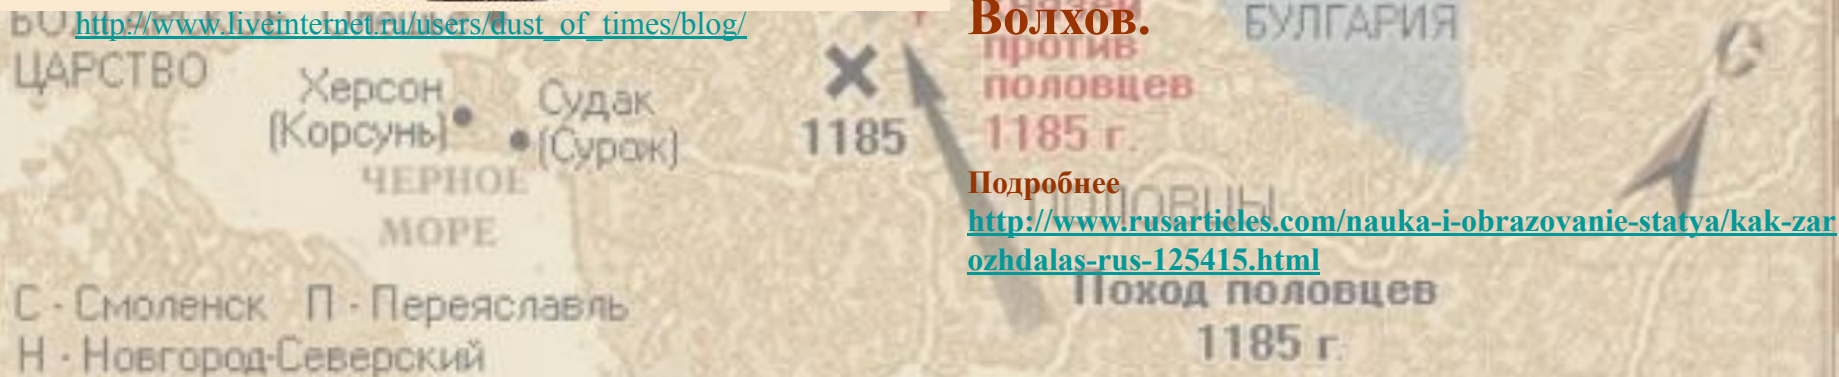 http://www.liveinternet.ru/users/dust_of_times/blog/
ЦАРСТВО
Херсон
(Корсунь)
Судак
(Сурож)
ЧЕРНОЕ
МОРЕ
С - Смоленск П - Переяславль
Н - Новгород-Северский
1185
Волхов.
против
половцев
1185 г.
БУЛГАРИЯ
Подробнее
ПОЛОВЦЫ
http://www.rusarticles.com/nauka-i-obrazovanie-statya/kak-zar
ozhdalas-rus-125415.html
Поход половцев
1185 г.